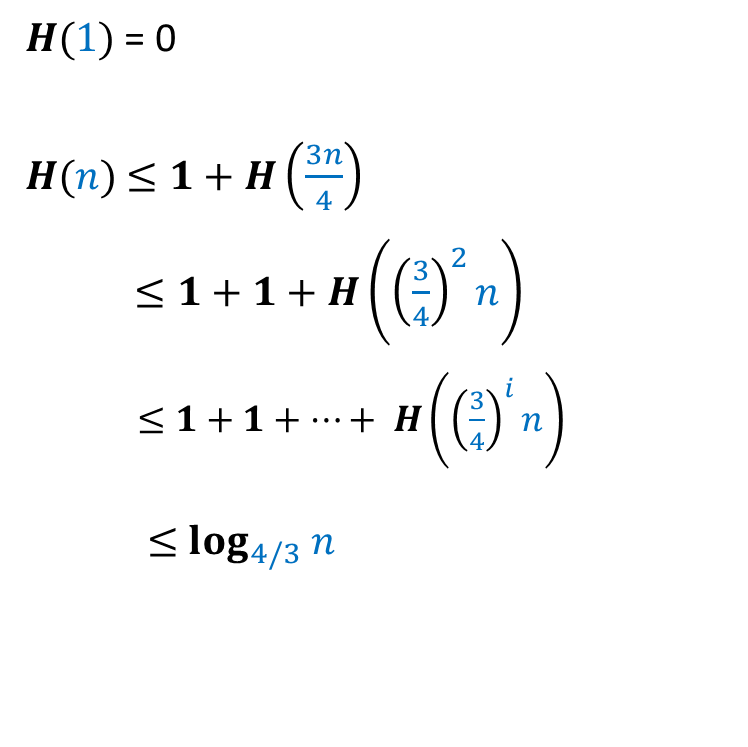 H(1) = 0
H(n) ≤ 1 + H(3n/4)
≤ 1 + 1 + H((3/4)^2 n)
≤ 1 + 1 + ⋯ + H((3/4)^i n)
≤ log_{4/3} n